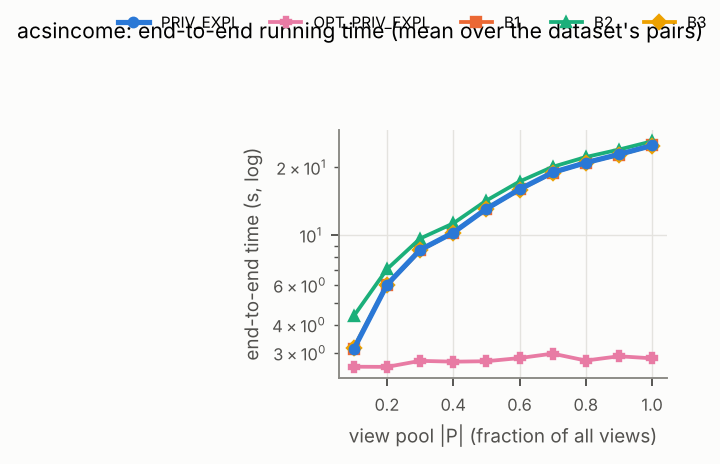 PRIV_EXPL OPT_PRIV_EXPL B1 B2 B3
acsincome: end-to-end running time (mean over the dataset's pairs)
end-to-end time (s, log)
2 × 10¹
10¹
6 × 10⁰
4 × 10⁰
3 × 10⁰
0.2 0.4 0.6 0.8 1.0
view pool |P| (fraction of all views)